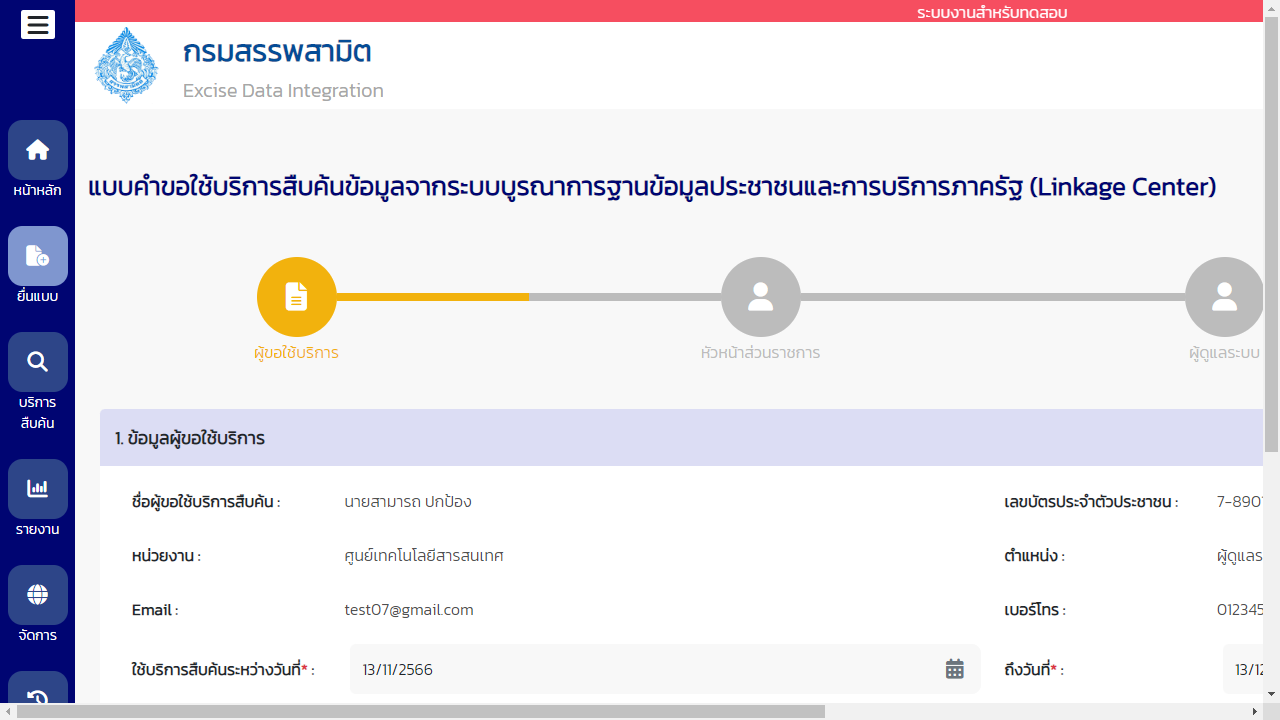 ระบบงานสำหรับทดสอบ
กรมสรรพสามิต
Excise Data Integration
หน้าหลัก
ยื่นแบบ
บริการ
สืบค้น
รายงาน
จัดการ
แบบคำขอใช้บริการสืบค้นข้อมูลจากระบบบูรณาการฐานข้อมูลประชาชนและการบริการภาครัฐ (Linkage Center)
ผู้ขอใช้บริการ
หัวหน้าส่วนราชการ
ผู้ดูแลระบบ
1. ข้อมูลผู้ขอใช้บริการ
ชื่อผู้ขอใช้บริการสืบค้น : นายสามารถ ปกป้อง เลขบัตรประจำตัวประชาชน : 7-890
หน่วยงาน : ศูนย์เทคโนโลยีสารสนเทศ ตำแหน่ง : ผู้ดูแลร
Email : test07@gmail.com เบอร์โทร : 012345
ใช้บริการสืบค้นระหว่างวันที่* : 13/11/2566 ถึงวันที่* : 13/12